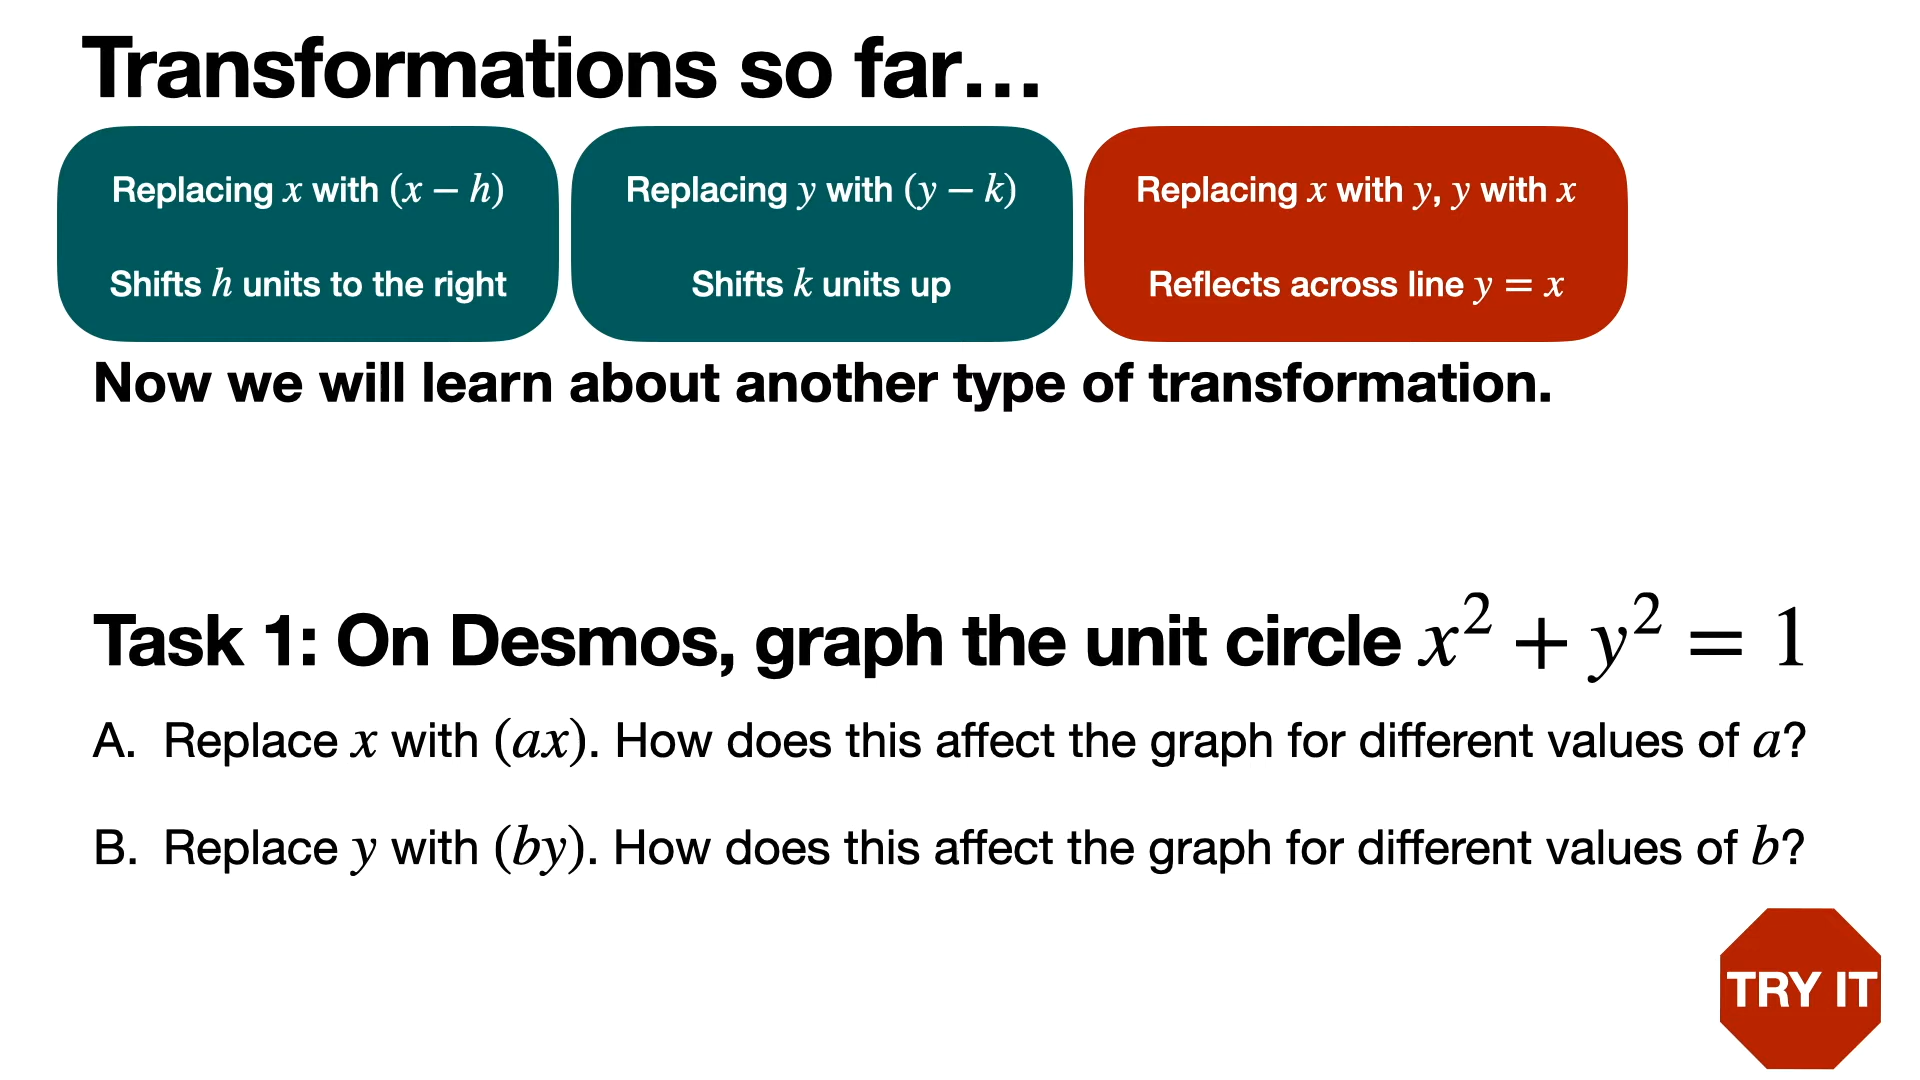 Transformations so far…
Replacing x with (x − h)
Shifts h units to the right
Replacing y with (y − k)
Shifts k units up
Replacing x with y, y with x
Reflects across line y = x
Now we will learn about another type of transformation.
Task 1: On Desmos, graph the unit circle x² + y² = 1
A. Replace x with (ax). How does this affect the graph for different values of a?
B. Replace y with (by). How does this affect the graph for different values of b?
TRY IT